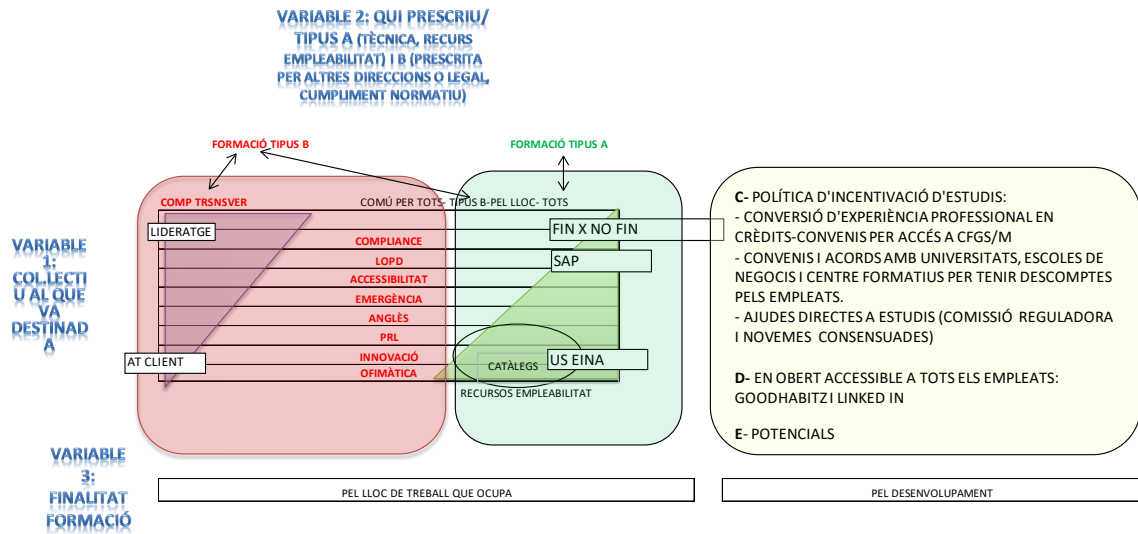 VARIABLE 2: QUI PRESCRIU/
TIPUS A (TÈCNICA, RECURS
EMPLEABILITAT) I B (PRESCRITA
PER ALTRES DIRECCIONS O LEGAL,
CUMPLIMENT NORMATIU)
FORMACIÓ TIPUS B
FORMACIÓ TIPUS A
COMP TRSNSVER
COMÚ PER TOTS- TIPUS B-PEL LLOC- TOTS
LIDERATGE
FIN X NO FIN
COMPLIANCE
LOPD
SAP
ACCESSIBILITAT
EMERGÈNCIA
ANGLÈS
PRL
INNOVACIÓ
OFIMÀTICA
AT CLIENT
CATÀLEGS
US EINA
RECURSOS EMPLEABILITAT
VARIABLE
1:
COL.LECTI
U AL QUE
VA
DESTINAD
A
C- POLÍTICA D'INCENTIVACIÓ D'ESTUDIS:
- CONVERSIÓ D'EXPERIÈNCIA PROFESSIONAL EN
CRÈDITS-CONVENIS PER ACCÉS A CFGS/M
- CONVENIS I ACORDS AMB UNIVERSITATS, ESCOLES DE
NEGOCIS I CENTRE FORMATIUS PER TENIR DESCOMPTES
PELS EMPLEATS.
- AJUDES DIRECTES A ESTUDIS (COMISSIÓ REGULADORA
I NOVEMES CONSENSUADES)
D- EN OBERT ACCESSIBLE A TOTS ELS EMPLEATS:
GOODHABITZ I LINKED IN
E- POTENCIALS
VARIABLE
3:
FINALITAT
FORMACIÓ
PEL LLOC DE TREBALL QUE OCUPA
PEL DESENVOLUPAMENT